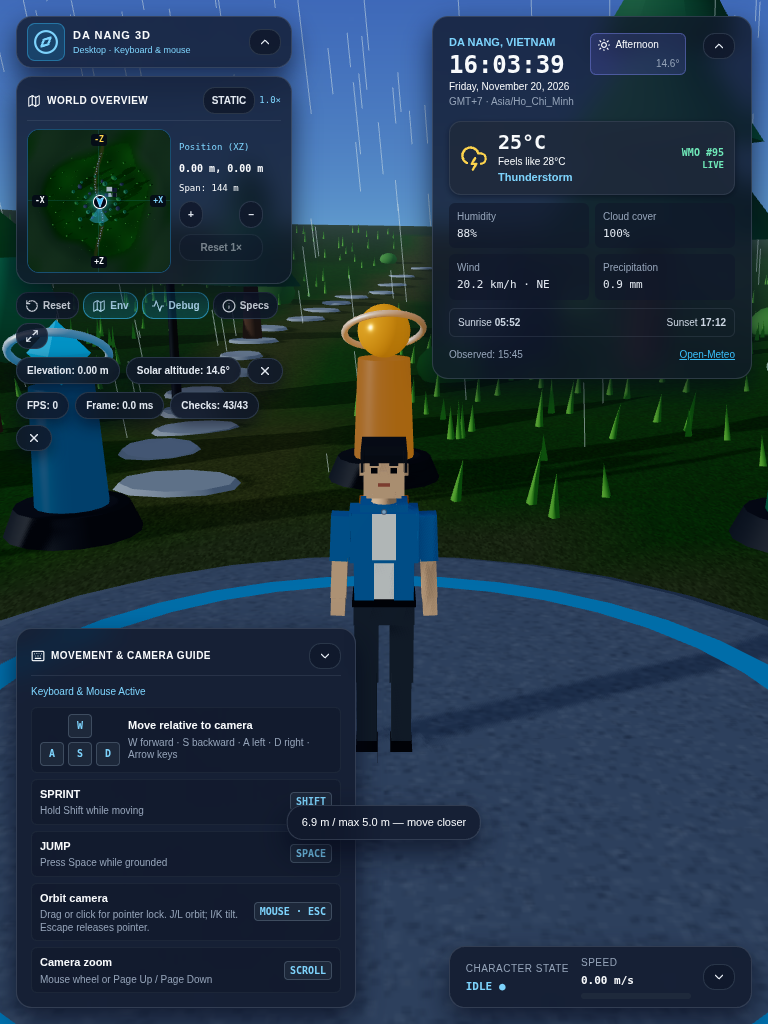 DA NANG 3D
Desktop · Keyboard & mouse
WORLD OVERVIEW
STATIC
1.0×
-Z
-X
+X
+Z
Position (XZ)
0.00 m, 0.00 m
Span: 144 m
+
−
Reset 1×
Reset
Env
Debug
Specs
Elevation: 0.00 m
Solar altitude: 14.6°
FPS: 0
Frame: 0.0 ms
Checks: 43/43
DA NANG, VIETNAM
16:03:39
Friday, November 20, 2026
GMT+7 · Asia/Ho_Chi_Minh
Afternoon
14.6°
25°C
Feels like 28°C
Thunderstorm
WMO #95
LIVE
Humidity
88%
Cloud cover
100%
Wind
20.2 km/h · NE
Precipitation
0.9 mm
Sunrise 05:52
Sunset 17:12
Observed: 15:45
Open-Meteo
MOVEMENT & CAMERA GUIDE
Keyboard & Mouse Active
W
A S D
Move relative to camera
W forward · S backward · A left · D right ·
Arrow keys
SPRINT
Hold Shift while moving
SHIFT
JUMP
Press Space while grounded
SPACE
Orbit camera
Drag or click for pointer lock. J/L orbit; I/K tilt.
Escape releases pointer.
MOUSE · ESC
Camera zoom
Mouse wheel or Page Up / Page Down
SCROLL
6.9 m / max 5.0 m — move closer
CHARACTER STATE
IDLE
SPEED
0.00 m/s